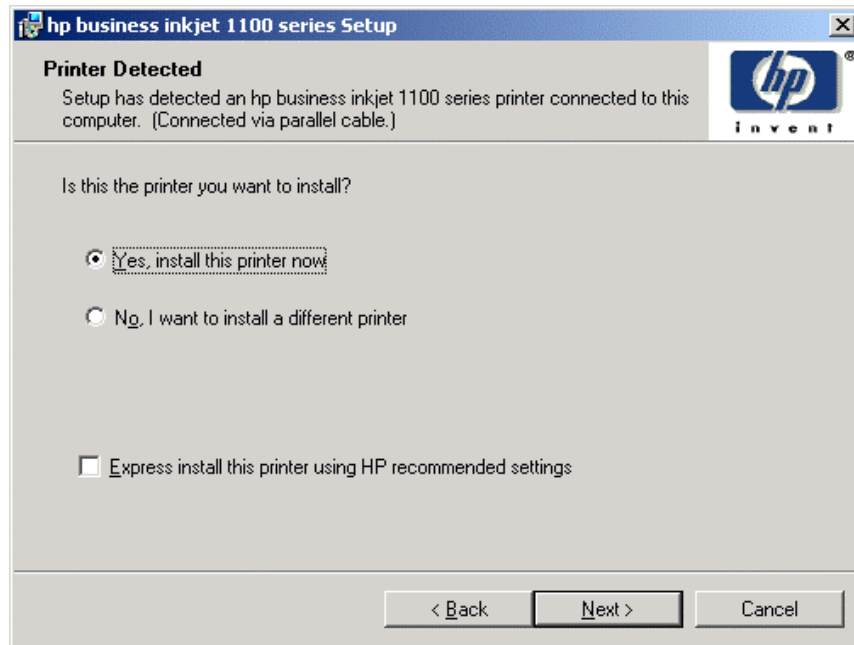 hp business inkjet 1100 series Setup
Printer Detected
Setup has detected an hp business inkjet 1100 series printer connected to this
computer. (Connected via parallel cable.)
hp
®
invent
Is this the printer you want to install?
Yes, install this printer now
No, I want to install a different printer
Express install this printer using HP recommended settings
< Back
Next >
Cancel